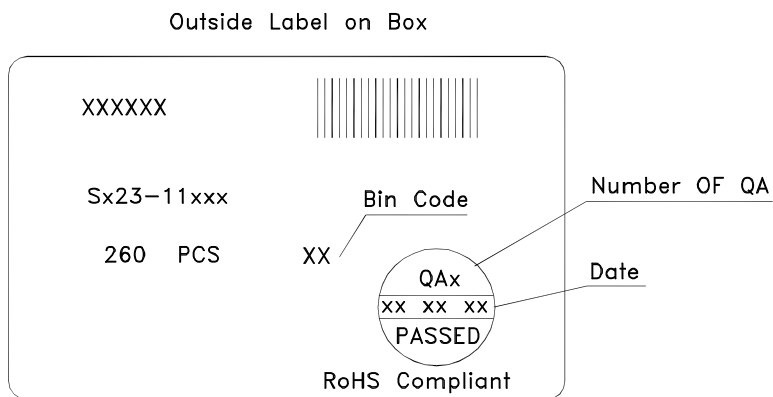 Outside Label on Box
XXXXXX
Sx23-11xxx
Bin Code
Number OF QA
260 PCS
XX
QAx
Date
xx xx xx
PASSED
RoHS Compliant